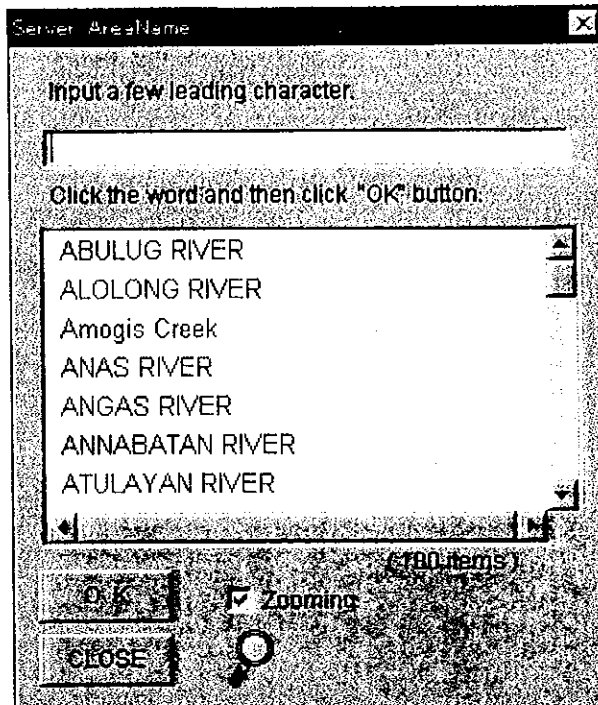 Server AreaName
Input a few leading character.
Click the word and then click "OK" button.
ABULUG RIVER
ALOLONG RIVER
Amogis Creek
ANAS RIVER
ANGAS RIVER
ANNABATAN RIVER
ATULAYAN RIVER
( 180 items )
O K
Zooming
CLOSE